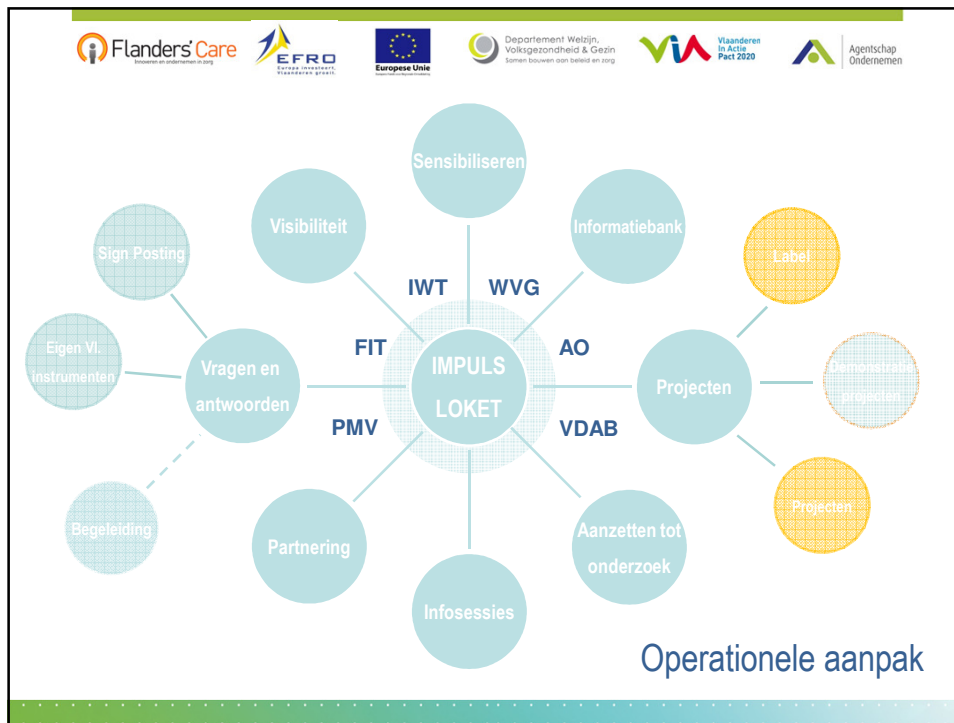 Flanders' Care
Innoveren en ondernemen in zorg
EFRO
Europa investeert,
Vlaanderen groeit.
Europese Unie
Departement Welzijn,
Volksgezondheid & Gezin
Samen bouwen aan beleid en zorg
ViA
Vlaanderen
In Actie
Pact 2020
Agentschap
Ondernemen
Sensibiliseren
Visibiliteit
Informatiebank
Sign Posting
Label
IWT
WVG
Eigen Vl.
instrumenten
Vragen en
antwoorden
FIT
AO
IMPULS
LOKET
Projecten
Demonstratie
projecten
PMV
VDAB
Begeleiding
Projecten
Partnering
Aanzetten tot
onderzoek
Infosessies
Operationele aanpak